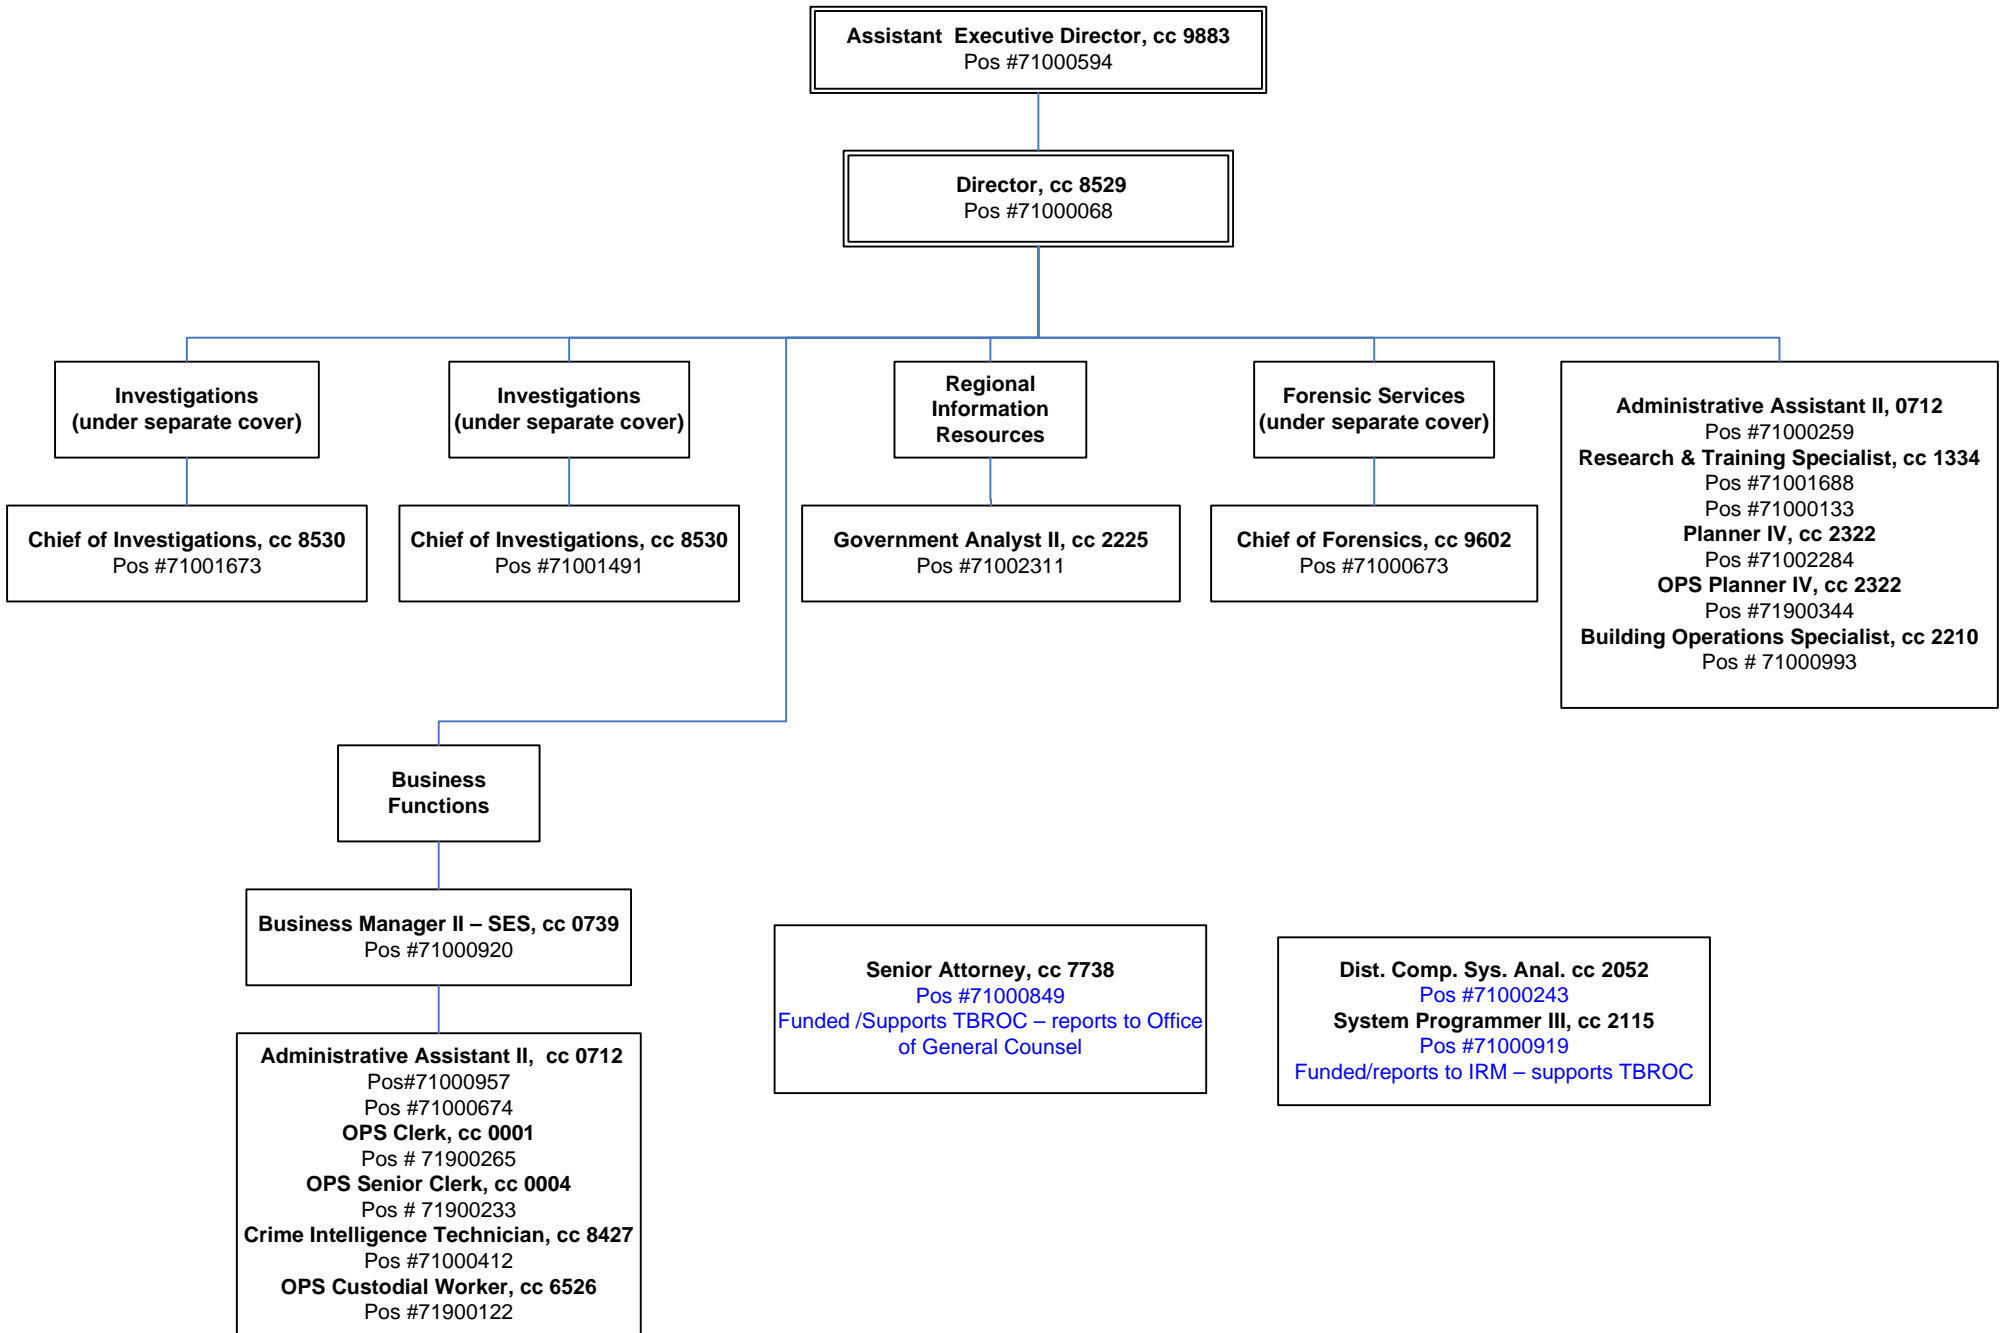 Assistant  Executive Director, cc 9883
Pos #71000594
Director, cc 8529
Pos #71000068
Investigations
(under separate cover)
Investigations
(under separate cover)
Regional
Information
Resources
Forensic Services
(under separate cover)
Administrative Assistant II, 0712
Pos #71000259
Research & Training Specialist, cc 1334
Pos #71001688
Pos #71000133
Planner IV, cc 2322
Pos #71002284
OPS Planner IV, cc 2322
Pos #71900344
Building Operations Specialist, cc 2210
Pos # 71000993
Chief of Investigations, cc 8530
Pos #71001673
Chief of Investigations, cc 8530
Pos #71001491
Government Analyst II, cc 2225
Pos #71002311
Chief of Forensics, cc 9602
Pos #71000673
Business
Functions
Business Manager II – SES, cc 0739
Pos #71000920
Administrative Assistant II,  cc 0712
Pos#71000957
Pos #71000674
OPS Clerk, cc 0001
Pos # 71900265
OPS Senior Clerk, cc 0004
Pos # 71900233
Crime Intelligence Technician, cc 8427
Pos #71000412
OPS Custodial Worker, cc 6526
Pos #71900122
Senior Attorney, cc 7738
Pos #71000849
Funded /Supports TBROC – reports to Office
of General Counsel
Dist. Comp. Sys. Anal. cc 2052
Pos #71000243
System Programmer III, cc 2115
Pos #71000919
Funded/reports to IRM – supports TBROC